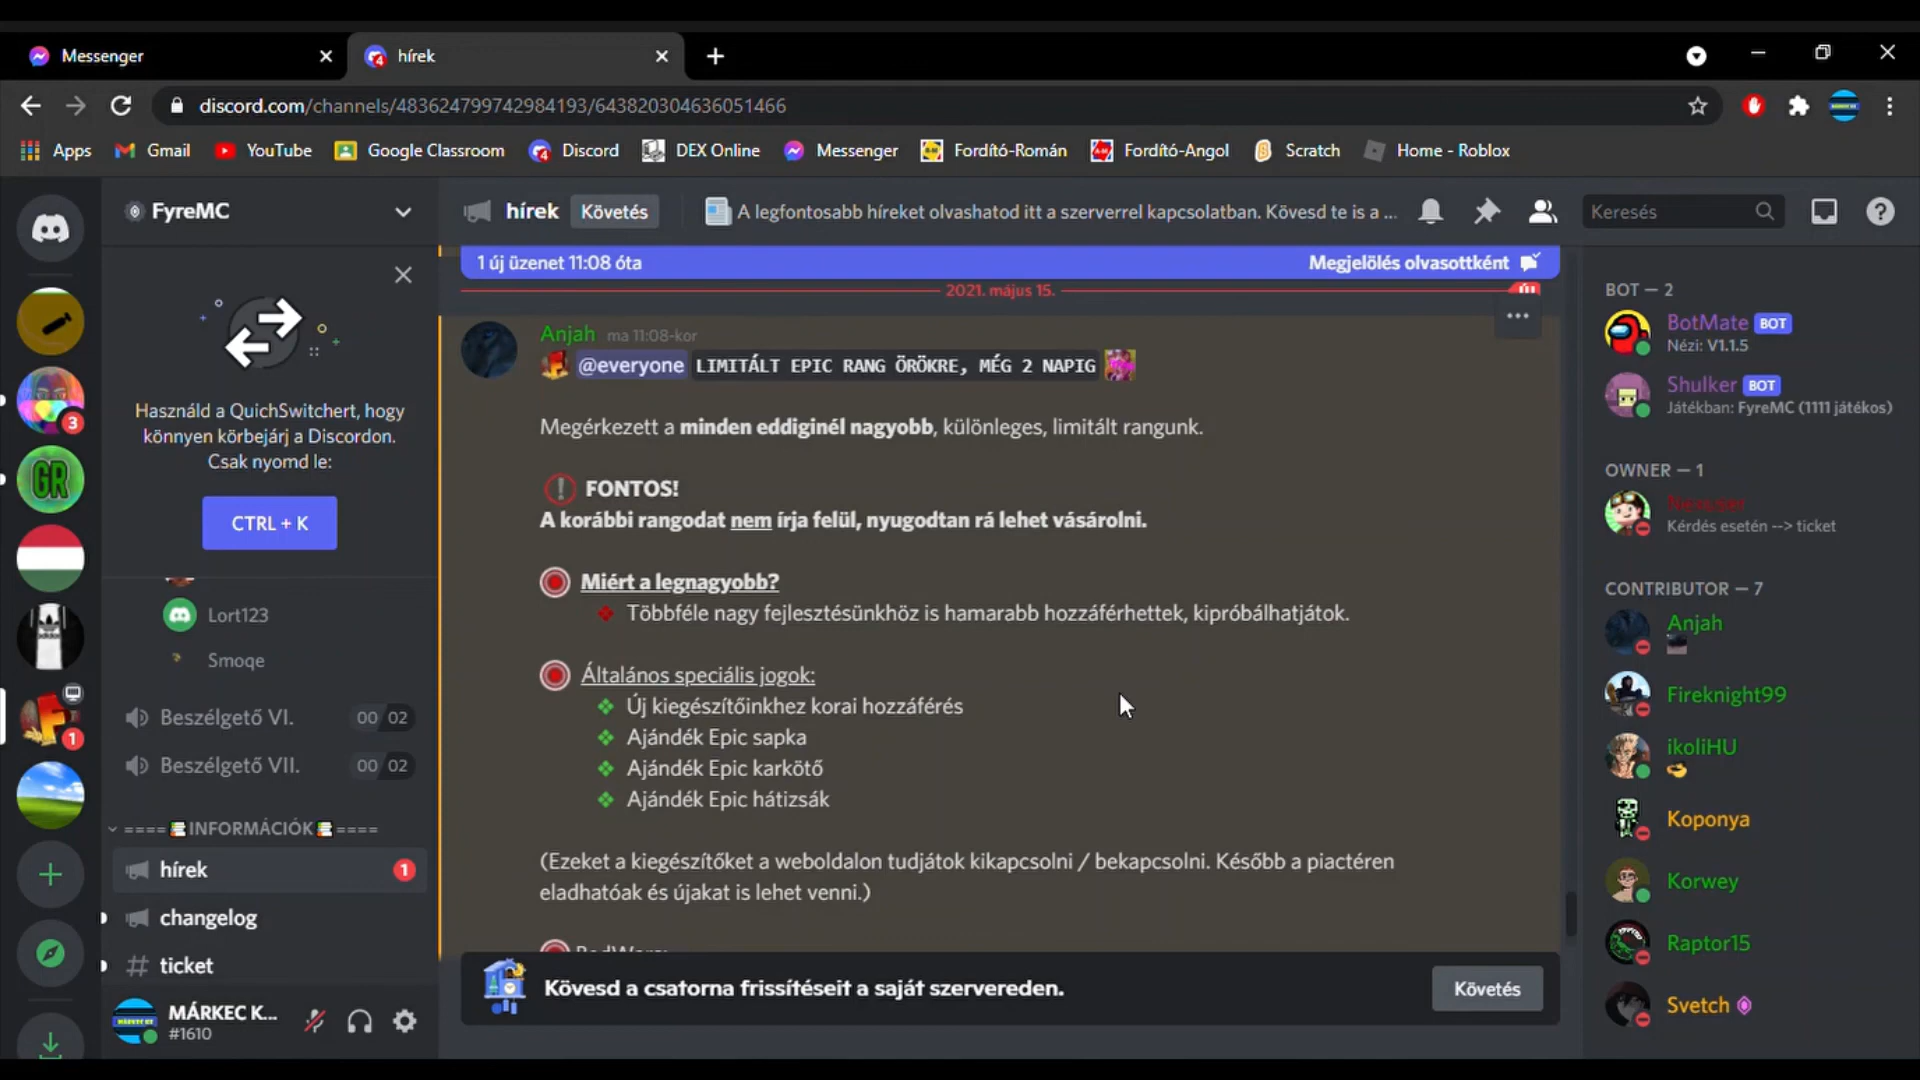 Messenger
hírek
discord.com/channels/483624799742984193/643820304636051466
Apps
Gmail
YouTube
Google Classroom
Discord
DEX Online
Messenger
Fordító-Román
Fordító-Angol
Scratch
Home - Roblox
FyreMC
hírek
Követés
A legfontosabb híreket olvashatod itt a szerverrel kapcsolatban. Kövesd te is a ...
Keresés
1 új üzenet 11:08 óta
Megjelölés olvasottként
2021. május 15.
Használd a QuichSwitchert, hogy
könnyen körbejárj a Discordon.
Csak nyomd le:
CTRL + K
3
GR
Lort123
Smoqe
Beszélgető VI.
00 02
Beszélgető VII.
00 02
1
==== INFORMÁCIÓK ====
hírek
1
changelog
ticket
MÁRKEC K...
#1610
Anjah ma 11:08-kor
@everyone LIMITÁLT EPIC RANG ÖRÖKRE, MÉG 2 NAPIG
Megérkezett a minden eddiginél nagyobb, különleges, limitált rangunk.
FONTOS!
A korábbi rangodat nem írja felül, nyugodtan rá lehet vásárolni.
Miért a legnagyobb?
Többféle nagy fejlesztésünkhöz is hamarabb hozzáférhettek, kipróbálhatjátok.
Általános speciális jogok:
Új kiegészítőinkhez korai hozzáférés
Ajándék Epic sapka
Ajándék Epic karkötő
Ajándék Epic hátizsák
(Ezeket a kiegészítőket a weboldalon tudjátok kikapcsolni / bekapcsolni. Később a piactéren
eladhatóak és újakat is lehet venni.)
Kövesd a csatorna frissítéseit a saját szervereden.
Követés
BOT — 2
BotMate BOT
Nézi: V1.1.5
Shulker BOT
Játékban: FyreMC (1111 játékos)
OWNER — 1
Kérdés esetén --> ticket
CONTRIBUTOR — 7
Anjah
Fireknight99
ikoliHU
Koponya
Korwey
Raptor15
Svetch